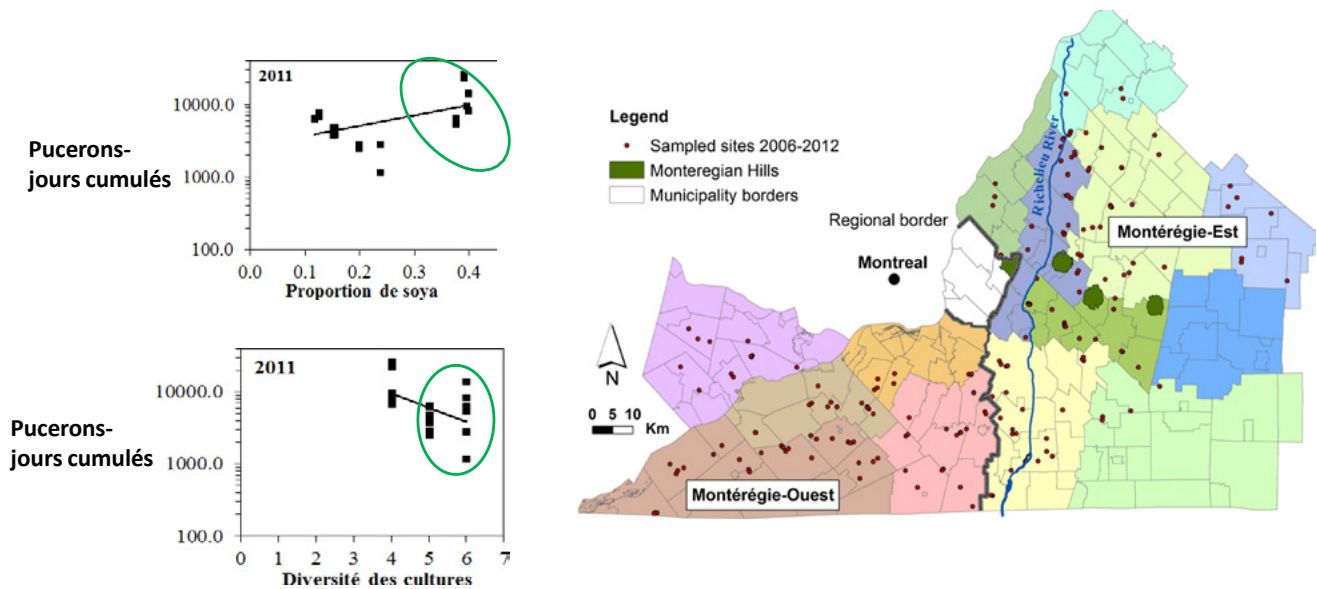 2011
10000.0
1000.0
100.0
0.0 0.1 0.2 0.3 0.4
Proportion de soya
Pucerons-
jours cumulés
2011
10000.0
1000.0
100.0
0 1 2 3 4 5 6 7
Diversité des cultures
Pucerons-
jours cumulés
Legend
Sampled sites 2006-2012
Monteregian Hills
Municipality borders
Regional border
Montreal
Richelieu River
Montérégie-Est
N
0 5 10
Km
Montérégie-Ouest